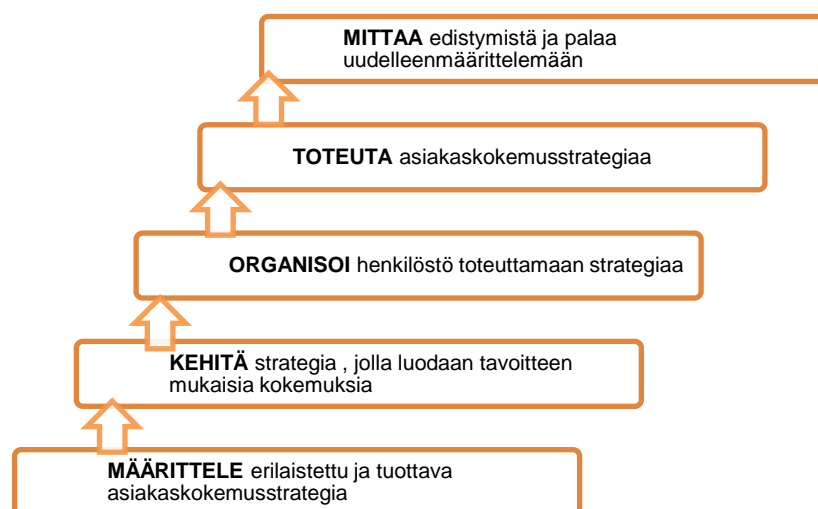 MITTAA edistymistä ja palaa
uudelleenmäärittelemään
TOTEUTA asiakaskokemusstrategiaa
ORGANISOI henkilöstö toteuttamaan strategiaa
KEHITÄ strategia , jolla luodaan tavoitteen
mukaisia kokemuksia
MÄÄRITTELE erilaistettu ja tuottava
asiakaskokemusstrategia